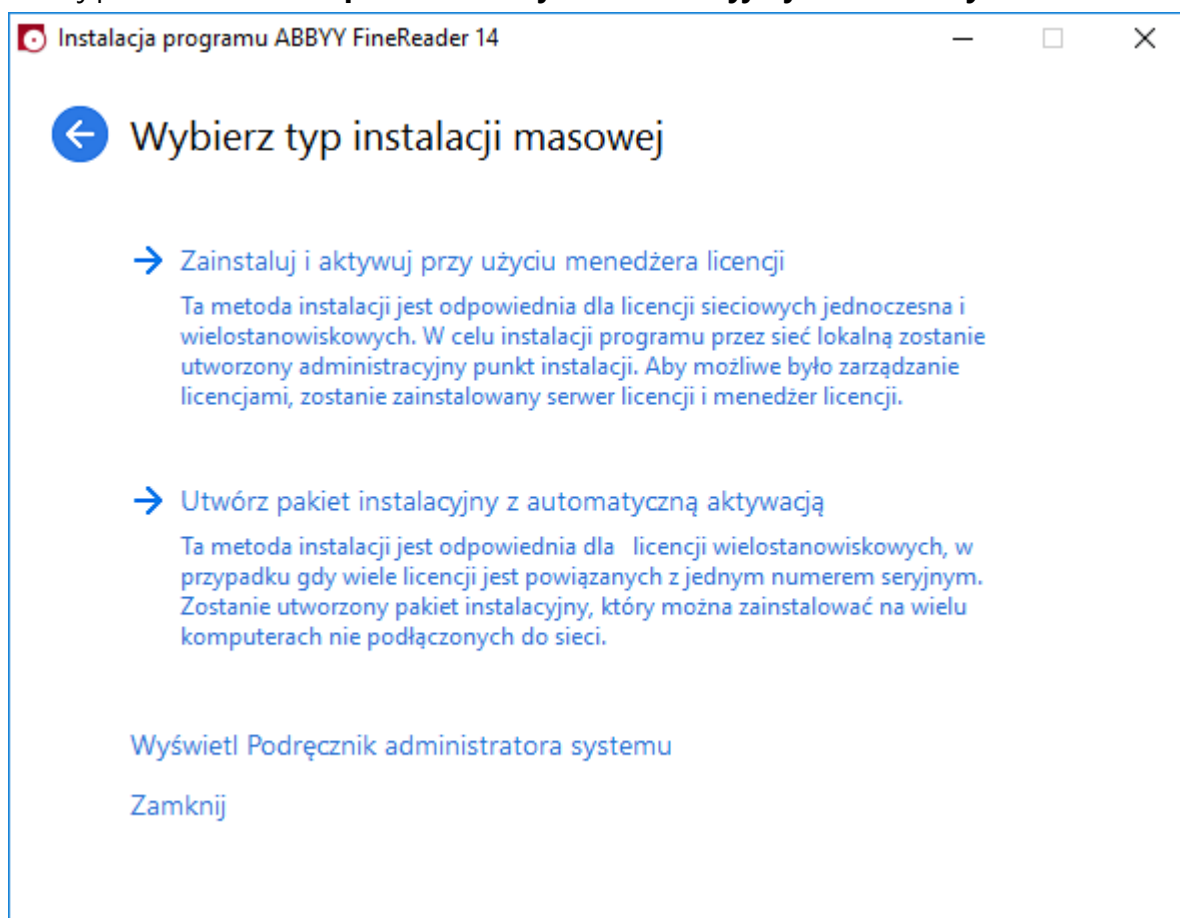 Instalacja programu ABBYY FineReader 14
Wybierz typ instalacji masowej
Zainstaluj i aktywuj przy użyciu menedżera licencji
Ta metoda instalacji jest odpowiednia dla licencji sieciowych jednoczesna i
wielostanowiskowych. W celu instalacji programu przez sieć lokalną zostanie
utworzony administracyjny punkt instalacji. Aby możliwe było zarządzanie
licencjami, zostanie zainstalowany serwer licencji i menedżer licencji.
Utwórz pakiet instalacyjny z automatyczną aktywacją
Ta metoda instalacji jest odpowiednia dla licencji wielostanowiskowych, w
przypadku gdy wiele licencji jest powiązanych z jednym numerem seryjnym.
Zostanie utworzony pakiet instalacyjny, który można zainstalować na wielu
komputerach nie podłączonych do sieci.
Wyświetl Podręcznik administratora systemu
Zamknij